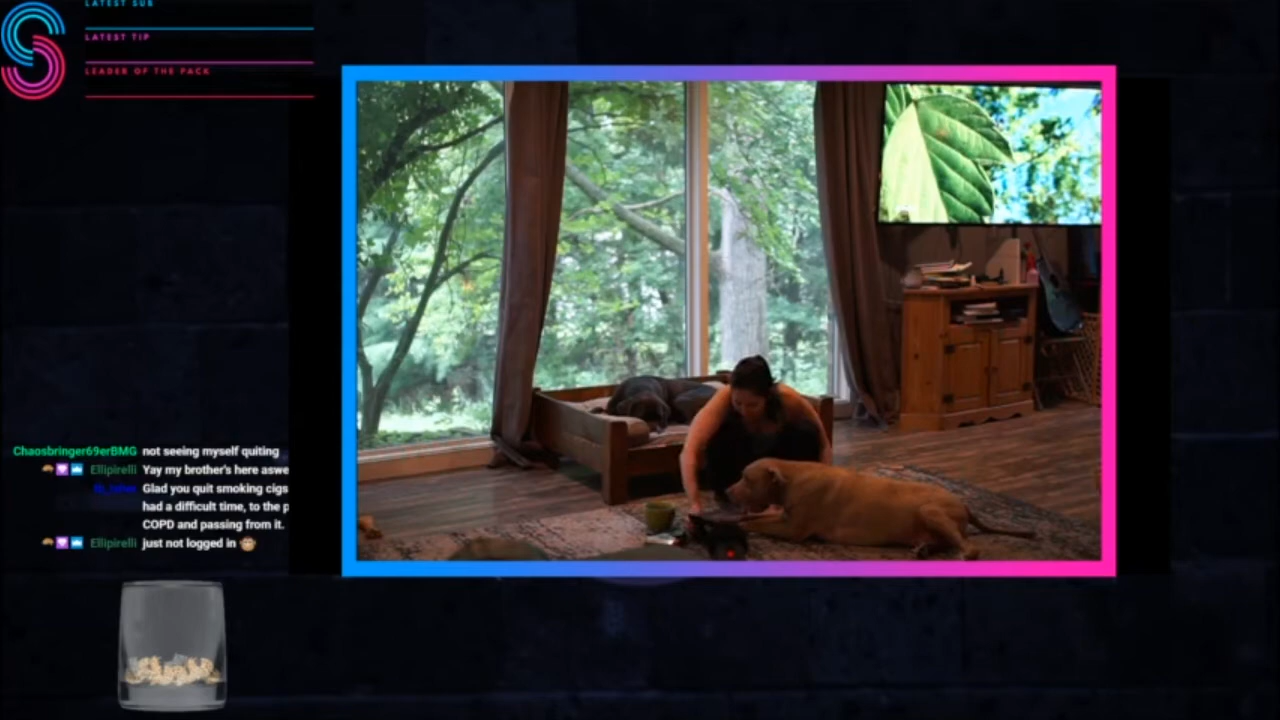 LATEST SUB
LATEST TIP
LEADER OF THE PACK
Chaosbringer69erBMG not seeing myself quiting
Ellipirelli Yay my brother's here aswe
Glad you quit smoking cigs
had a difficult time, to the p
COPD and passing from it.
Ellipirelli just not logged in